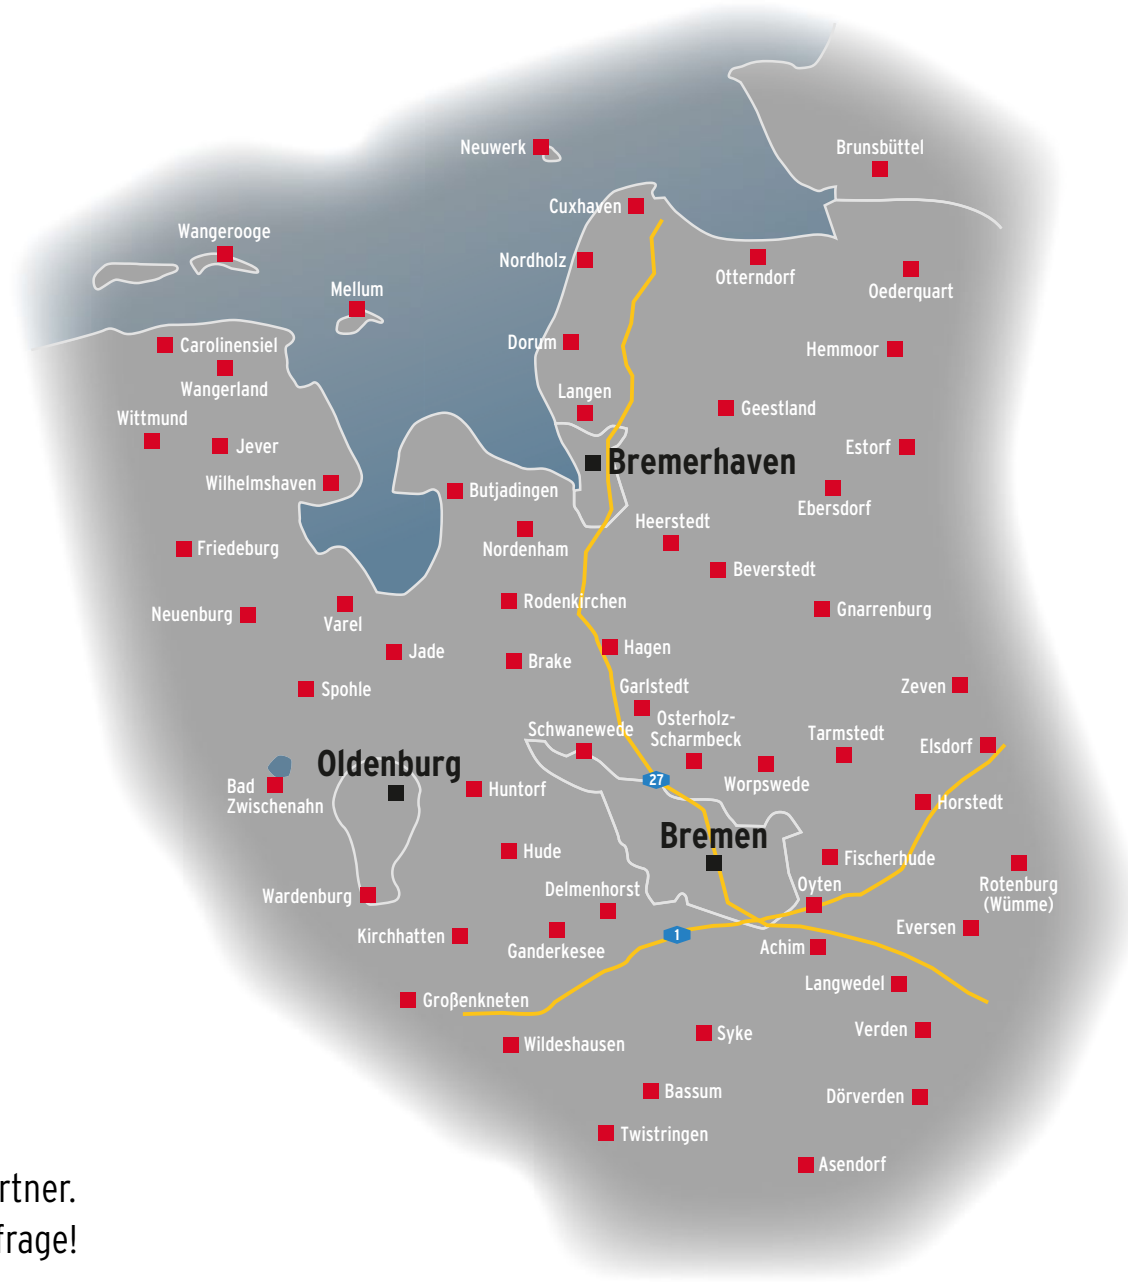 Neuwerk
Brunsbüttel
Cuxhaven
Wangerooge
Nordholz
Otterndorf
Oederquart
Mellum
Carolinensiel
Dorum
Hemmoor
Wangerland
Langen
Wittmund
Geestland
Jever
Estorf
Bremerhaven
Wilhelmshaven
Butjadingen
Ebersdorf
Heerstedt
Friedeburg
Nordenham
Beverstedt
Neuenburg
Rodenkirchen
Gnarrenburg
Varel
Jade
Hagen
Brake
Garlstedt
Zeven
Spohle
Osterholz-
Scharmbeck
Schwanewede
Tarmstedt
Elsdorf
Oldenburg
27
Bad
Zwischenahn
Huntorf
Worpswede
Horstedt
Bremen
Hude
Fischerhude
Oyten
Rotenburg
(Wümme)
Wardenburg
Delmenhorst
Eversen
Kirchhatten
1
Ganderkesee
Achim
Langwedel
Großenkneten
Wildeshausen
Syke
Verden
Bassum
Dörverden
Twistringen
Asendorf
rtner.
frage!